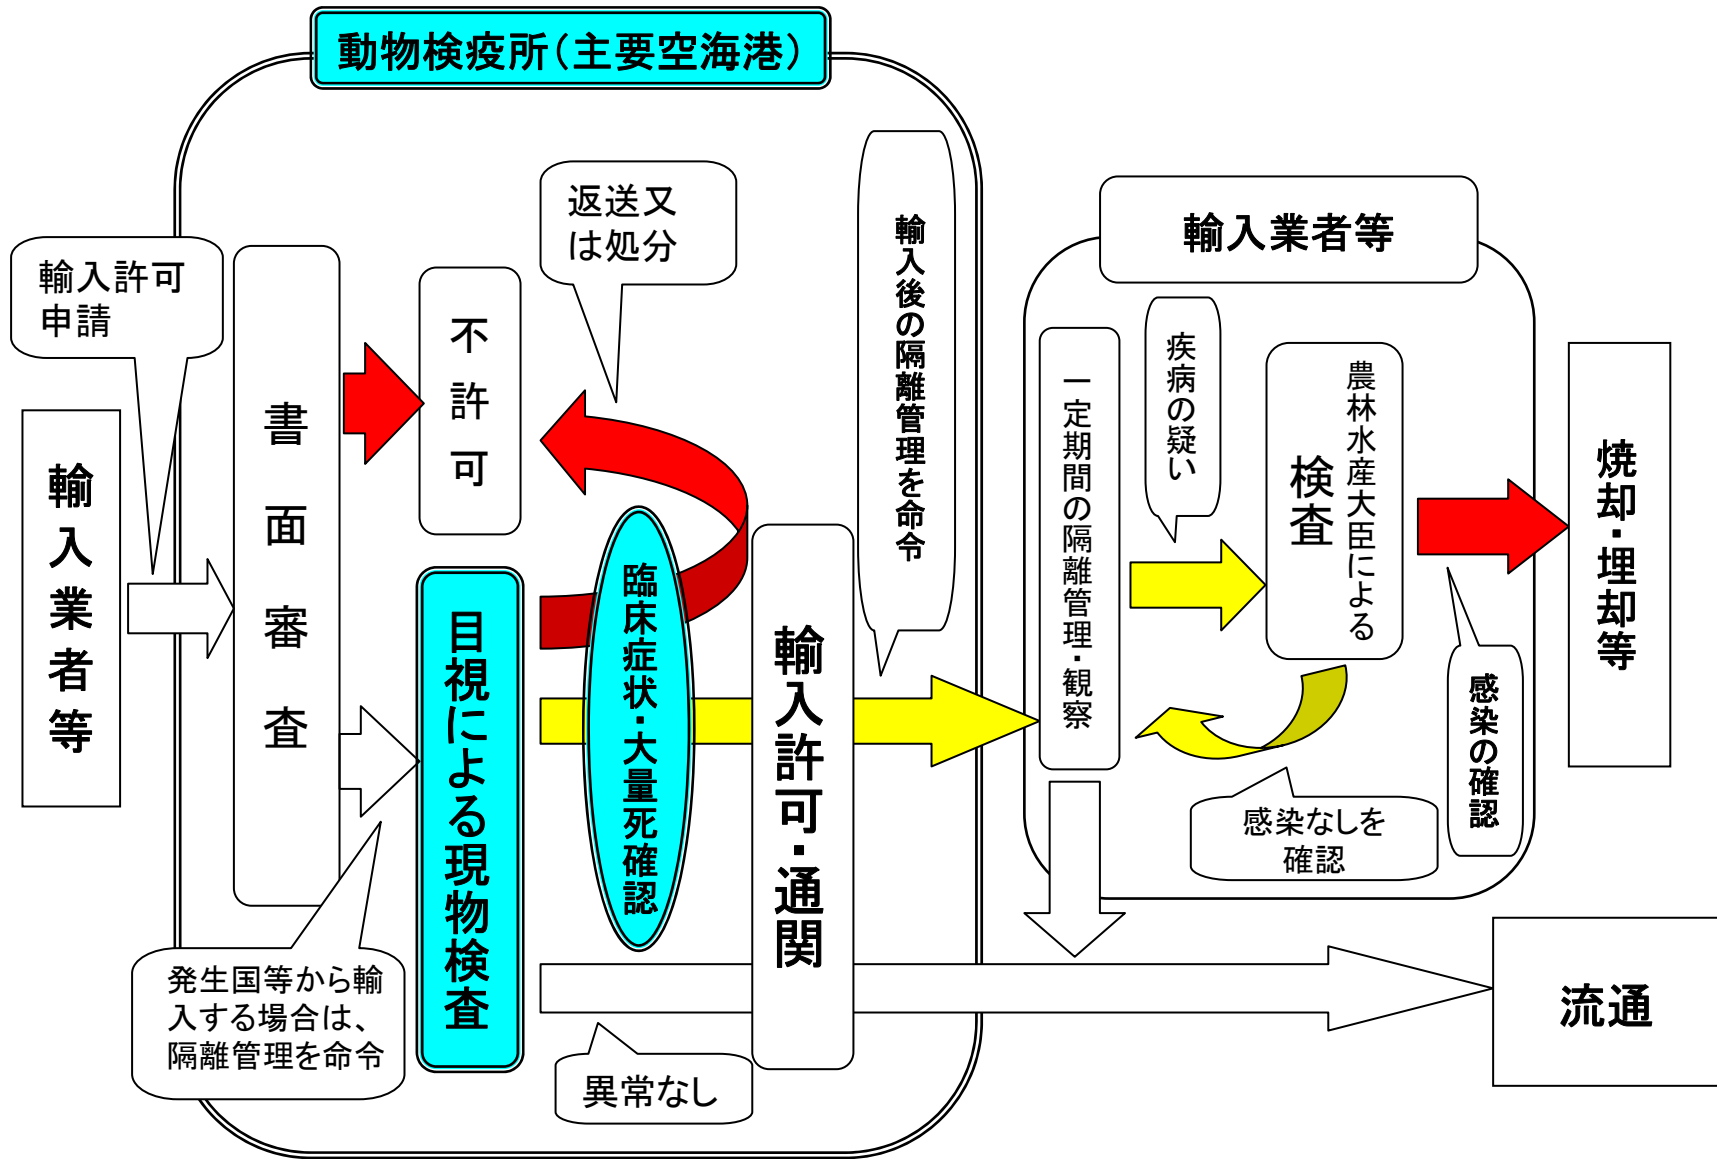 動物検疫所（主要空海港）
輸入許可
申請
輸入業者等
書面審査
不許可
返送又
は処分
目視による現物検査
臨床症状・大量死確認
輸入許可・通関
輸入後の隔離管理を命令
発生国等から輸
入する場合は、
隔離管理を命令
異常なし
輸入業者等
一定期間の隔離管理・観察
疾病の疑い
農林水産大臣による
検査
感染なしを
確認
感染の確認
焼却・埋却等
流通